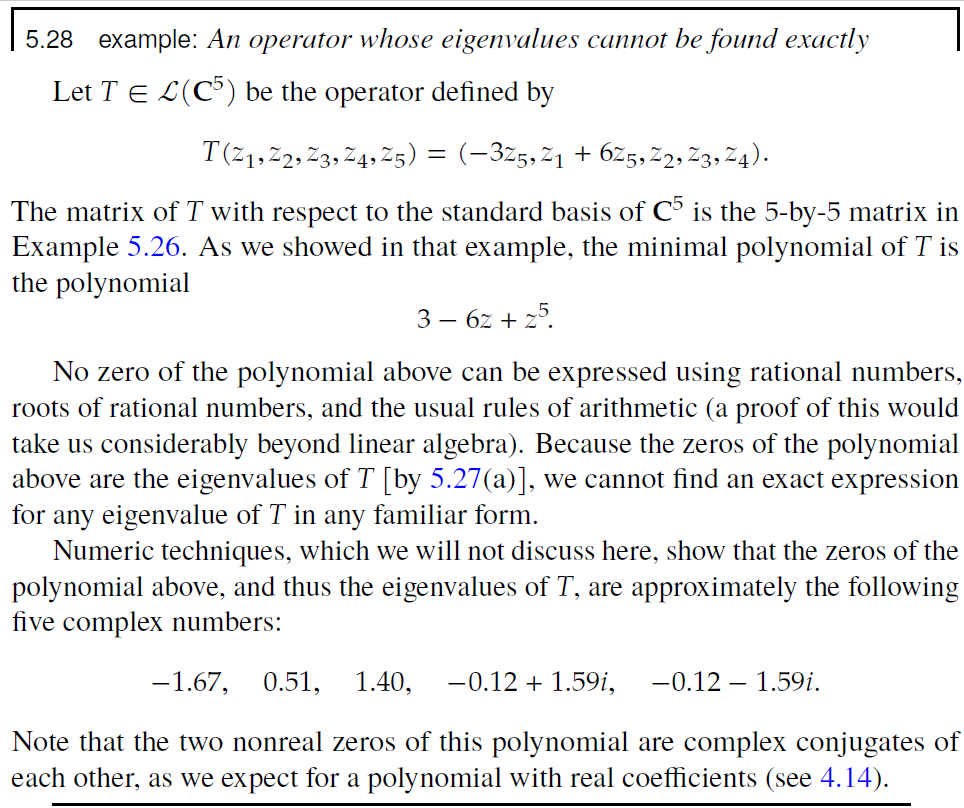 5.28 example: An operator whose eigenvalues cannot be found exactly
Let T ∈ ℒ(C⁵) be the operator defined by
T(z₁, z₂, z₃, z₄, z₅) = (−3z₅, z₁ + 6z₅, z₂, z₃, z₄).
The matrix of T with respect to the standard basis of C⁵ is the 5-by-5 matrix in
Example 5.26. As we showed in that example, the minimal polynomial of T is
the polynomial
3 − 6z + z⁵.
No zero of the polynomial above can be expressed using rational numbers,
roots of rational numbers, and the usual rules of arithmetic (a proof of this would
take us considerably beyond linear algebra). Because the zeros of the polynomial
above are the eigenvalues of T [by 5.27(a)], we cannot find an exact expression
for any eigenvalue of T in any familiar form.
Numeric techniques, which we will not discuss here, show that the zeros of the
polynomial above, and thus the eigenvalues of T, are approximately the following
five complex numbers:
−1.67, 0.51, 1.40, −0.12 + 1.59i, −0.12 − 1.59i.
Note that the two nonreal zeros of this polynomial are complex conjugates of
each other, as we expect for a polynomial with real coefficients (see 4.14).